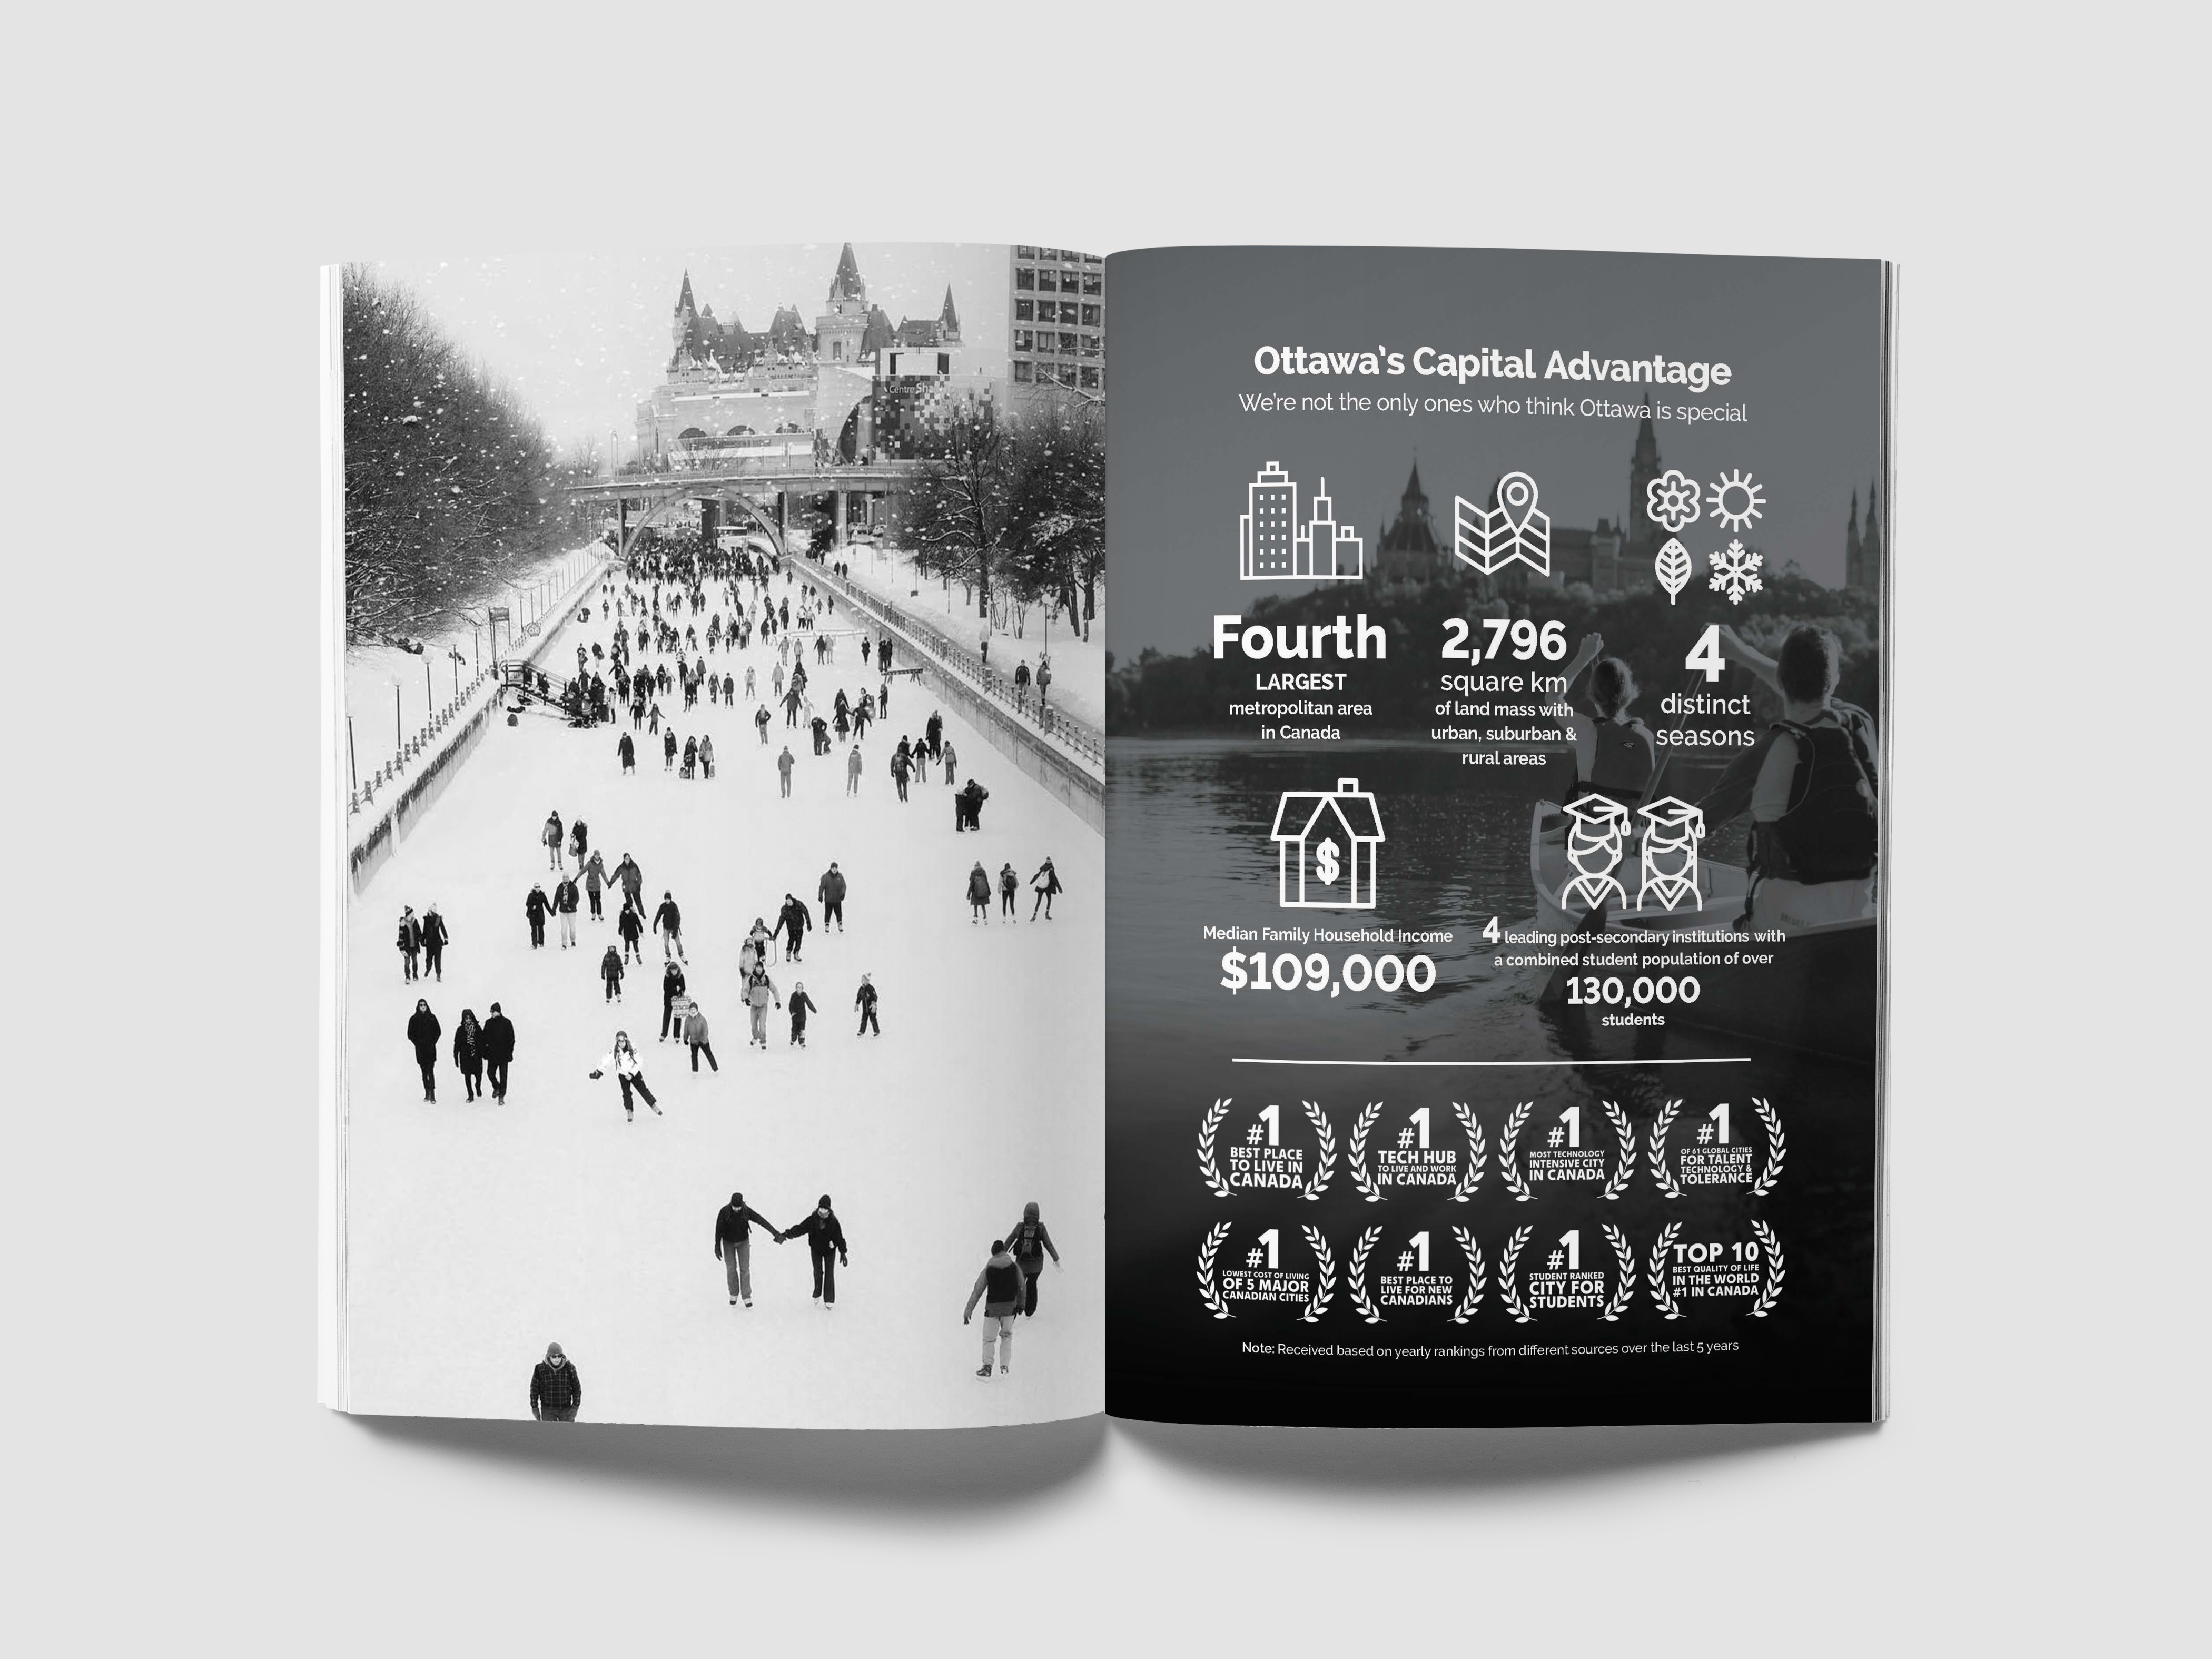 Centre Sha
Ottawa's Capital Advantage
We're not the only ones who think Ottawa is special
Fourth
LARGEST
metropolitan area
in Canada
2,796
square km
of land mass with
urban, suburban &
rural areas
4
distinct
seasons
$
Median Family Household Income
$109,000
4 leading post-secondary institutions with
a combined student population of over
130,000
students
#1
BEST PLACE
TO LIVE IN
CANADA
#1
TECH HUB
TO LIVE AND WORK
IN CANADA
#1
MOST TECHNOLOGY
INTENSIVE CITY
IN CANADA
#1
OF 61 GLOBAL CITIES
FOR TALENT
TECHNOLOGY &
TOLERANCE
#1
LOWEST COST OF LIVING
OF 5 MAJOR
CANADIAN CITIES
#1
BEST PLACE TO
LIVE FOR NEW
CANADIANS
#1
STUDENT RANKED
CITY FOR
STUDENTS
TOP 10
BEST QUALITY OF LIFE
IN THE WORLD
#1 IN CANADA
Note: Received based on yearly rankings from different sources over the last 5 years